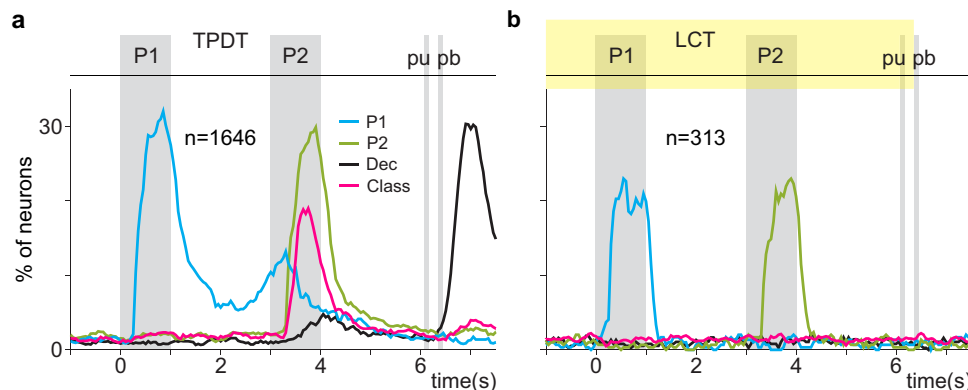 a
TPDT
P1
P2
pu pb
30
n=1646
P1
P2
Dec
Class
% of neurons
0
0
2
4
6
time(s)
b
LCT
P1
P2
pu pb
n=313
0
2
4
6
time(s)